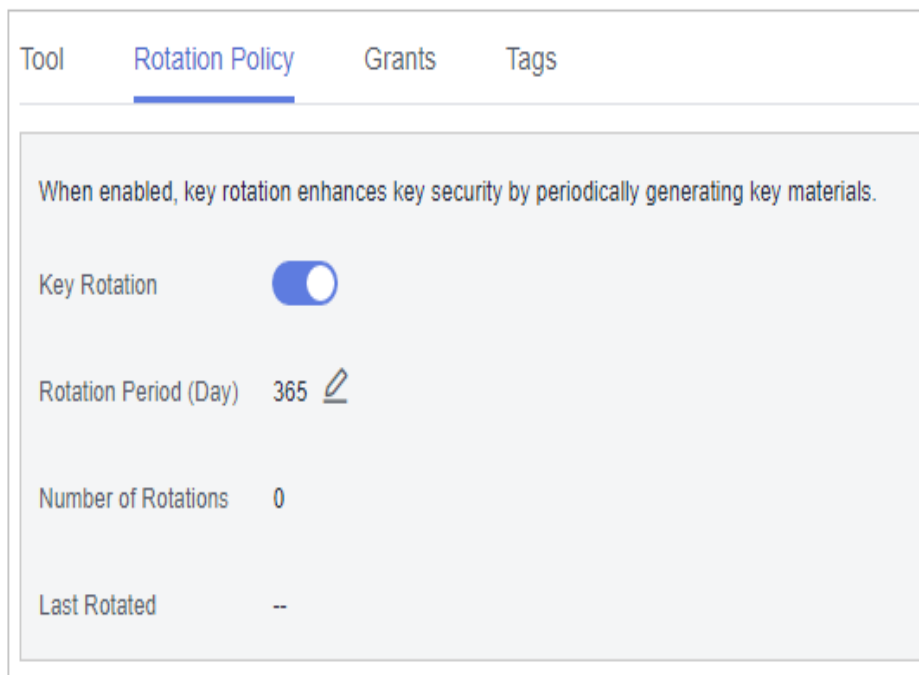 Tool Rotation Policy Grants Tags
When enabled, key rotation enhances key security by periodically generating key materials.
Key Rotation
Rotation Period (Day) 365
Number of Rotations 0
Last Rotated --